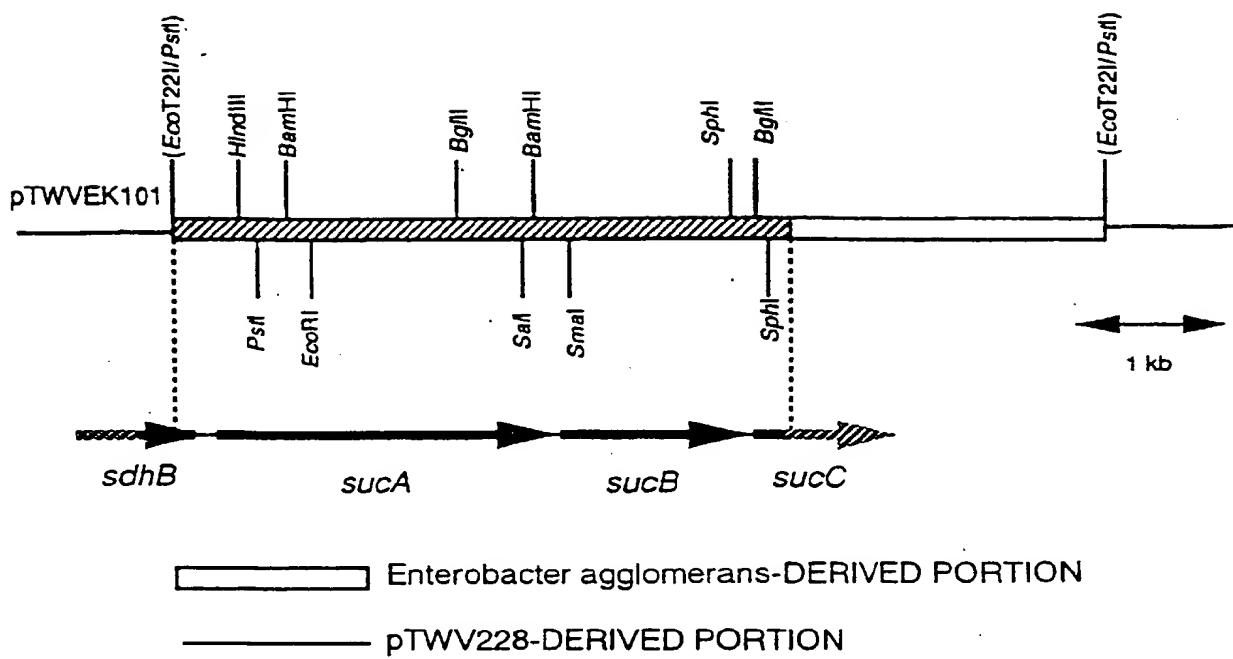 (EcoT22I/PstI)
HindIII
BamHI
BglII
BamHI
SphI
BglII
(EcoT22I/PstI)
pTWVEK101
PstI
EcoRI
SalI
SmaI
SphI
1 kb
sdhB
sucA
sucB
sucC
Enterobacter agglomerans-DERIVED PORTION
pTWV228-DERIVED PORTION